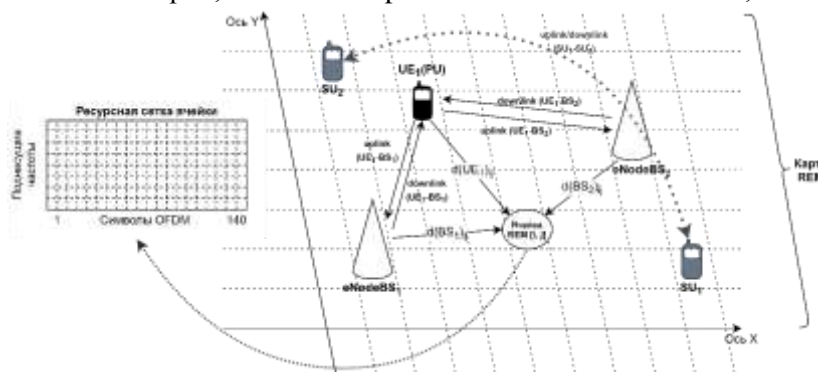 Ось Y
uplink/downlink
(SU₁-SU₂)
SU₂
UE₁(PU)
downlink (UE₁-BS₂)
uplink (UE₁-BS₂)
Ресурсная сетка ячейки
Поднесущие
частоты
1 Символы OFDM 140
uplink
(UE₁-BS₁)
downlink
(UE₁-BS₁)
d(UE₁)ᵢⱼ
d(BS₂)ᵢⱼ
d(BS₁)ᵢⱼ
Ячейка
REM[i, j]
eNodeBS₂
eNodeBS₁
SU₁
REM
Ось X